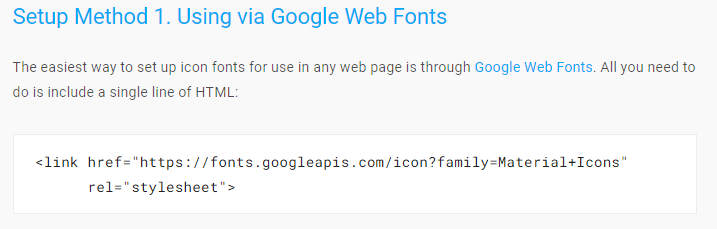 Setup Method 1. Using via Google Web Fonts
The easiest way to set up icon fonts for use in any web page is through Google Web Fonts. All you need to
do is include a single line of HTML:
<link href="https://fonts.googleapis.com/icon?family=Material+Icons"
      rel="stylesheet">